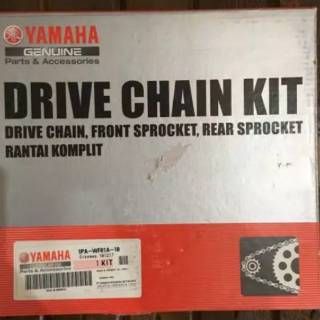 YAMAHA
GENUINE
Parts & Accessories
DRIVE CHAIN KIT
DRIVE CHAIN, FRONT SPROCKET, REAR SPROCKET
RANTAI KOMPLIT
YAMAHA
1 KIT